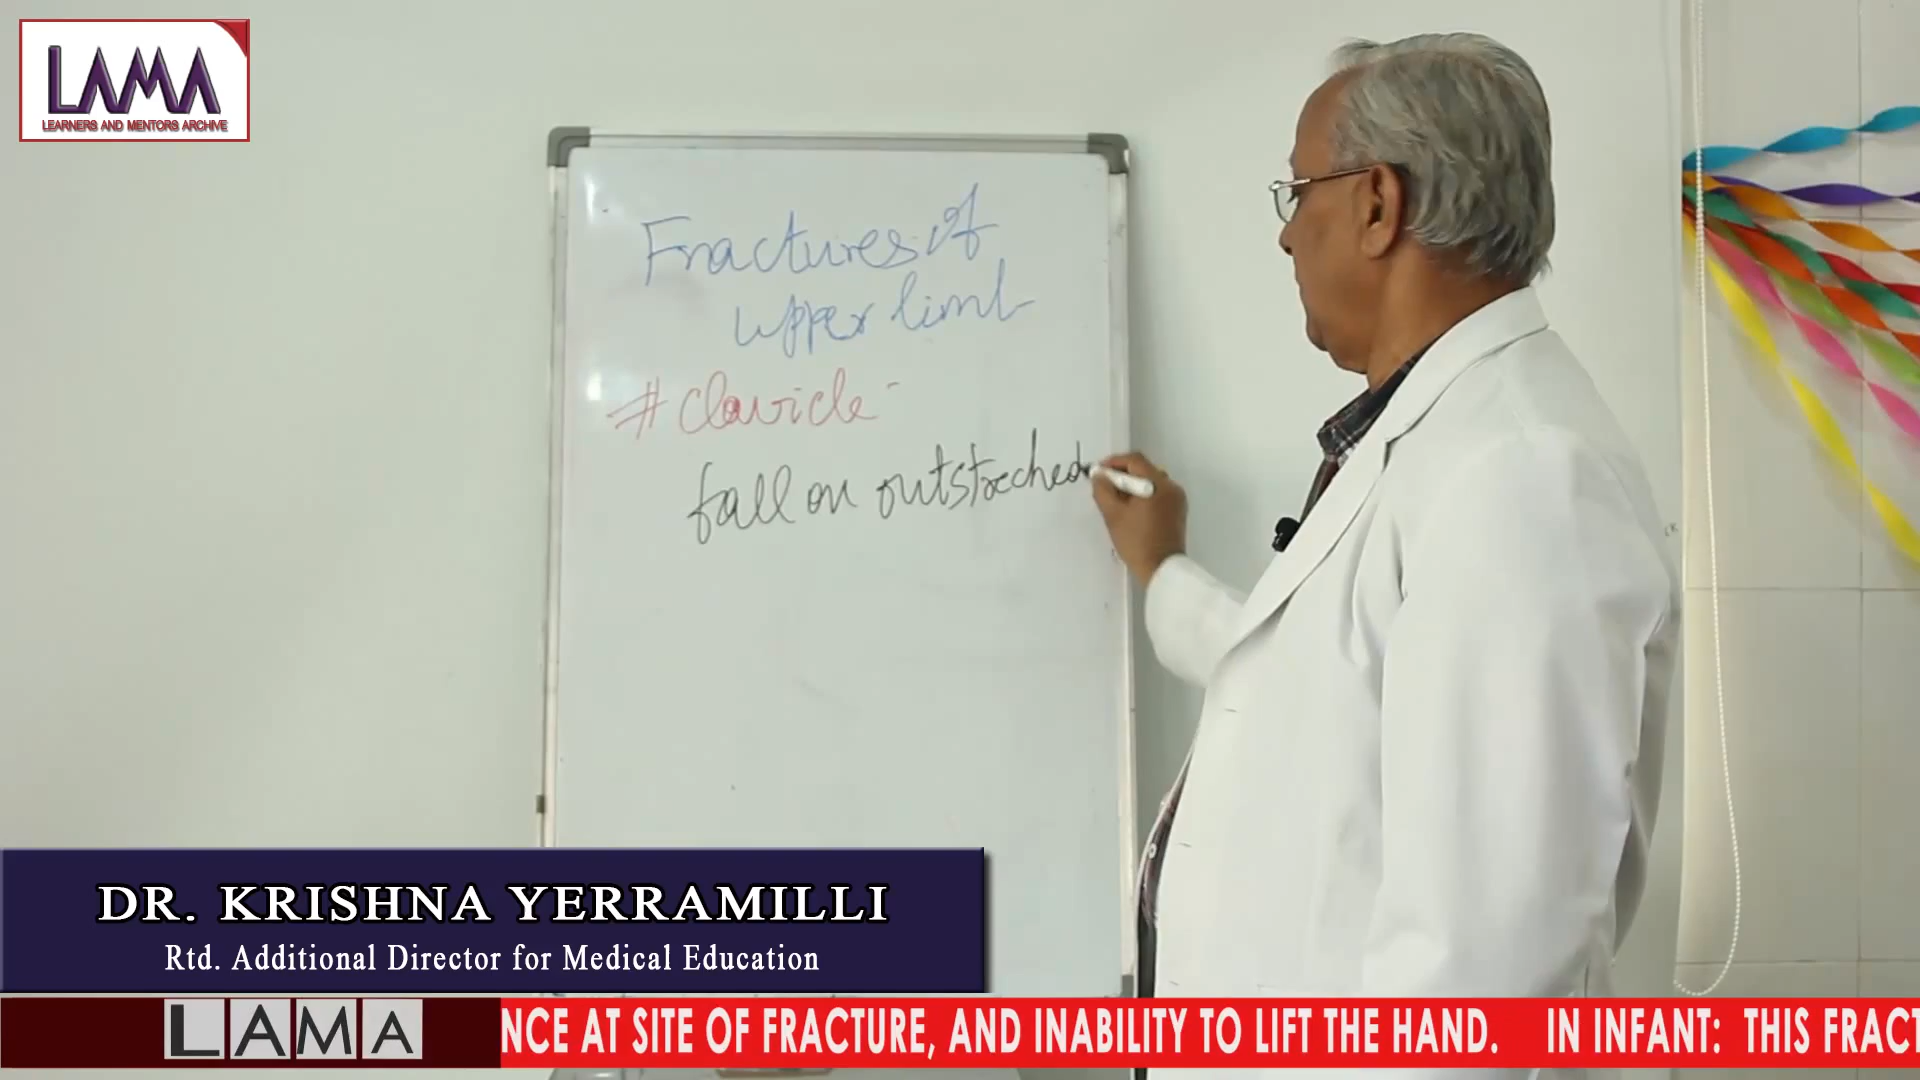 LAMA
LEARNERS AND MENTORS ARCHIVE
Fractures of
upper limb
# Clavicle -
fall on outstreched
DR. KRISHNA YERRAMILLI
Rtd. Additional Director for Medical Education
LAMA
NCE AT SITE OF FRACTURE, AND INABILITY TO LIFT THE HAND. IN INFANT: THIS FRACT